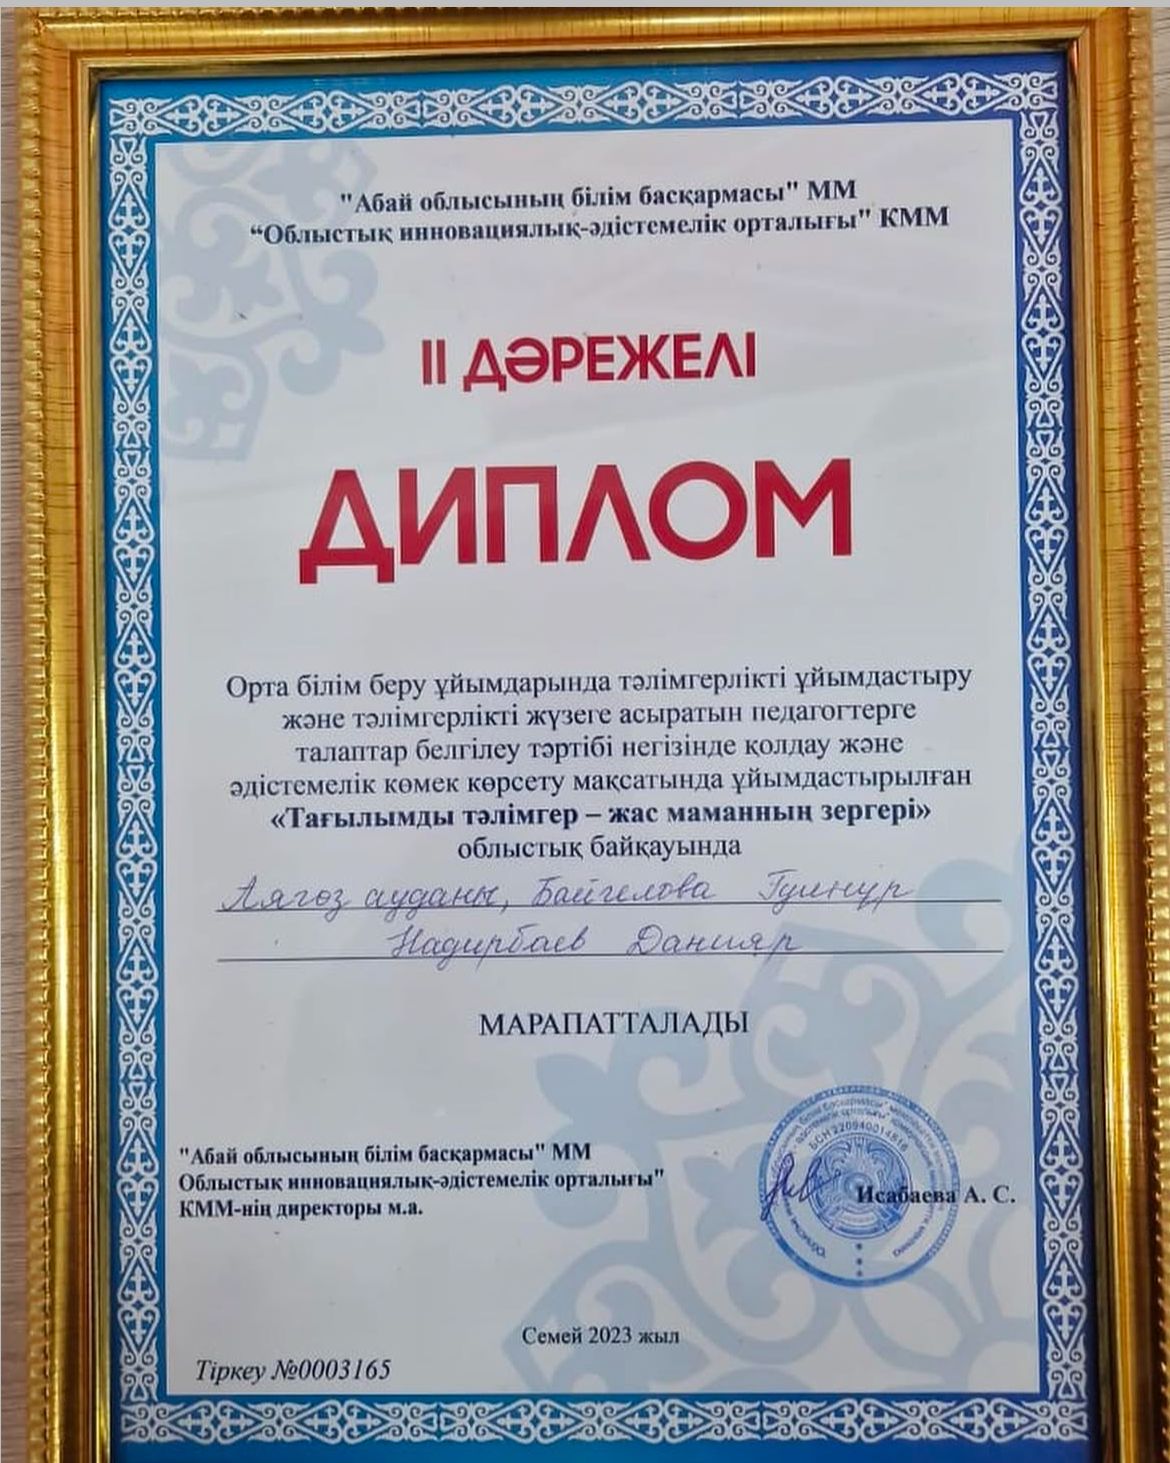 "Абай облысының білім басқармасы" ММ
“Облыстық инновациялық-әдістемелік орталығы" КММ
ІІ ДӘРЕЖЕЛІ
ДИПЛОМ
Орта білім беру ұйымдарында тәлімгерлікті ұйымдастыру
және тәлімгерлікті жүзеге асыратын педагогтерге
талаптар белгілеу тәртібі негізінде қолдау және
әдістемелік көмек көрсету мақсатында ұйымдастырылған
«Тағылымды тәлімгер – жас маманның зергері»
облыстық байқауында
Аягөз ауданы, Байгелова Гулнұр
Надирбаев Данияр
МАРАПАТТАЛАДЫ
"Абай облысының білім басқармасы" ММ
Облыстық инновациялық-әдістемелік орталығы"
КММ-нің директоры м.а.
Исабаева А. С.
Семей 2023 жыл
Тіркеу №0003165